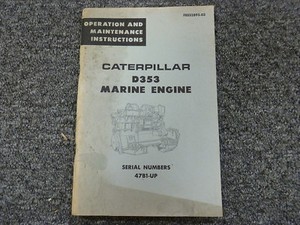 OPERATION AND
MAINTENANCE
INSTRUCTIONS
CATERPILLAR
D353
MARINE ENGINE
SERIAL NUMBERS
47B1-UP